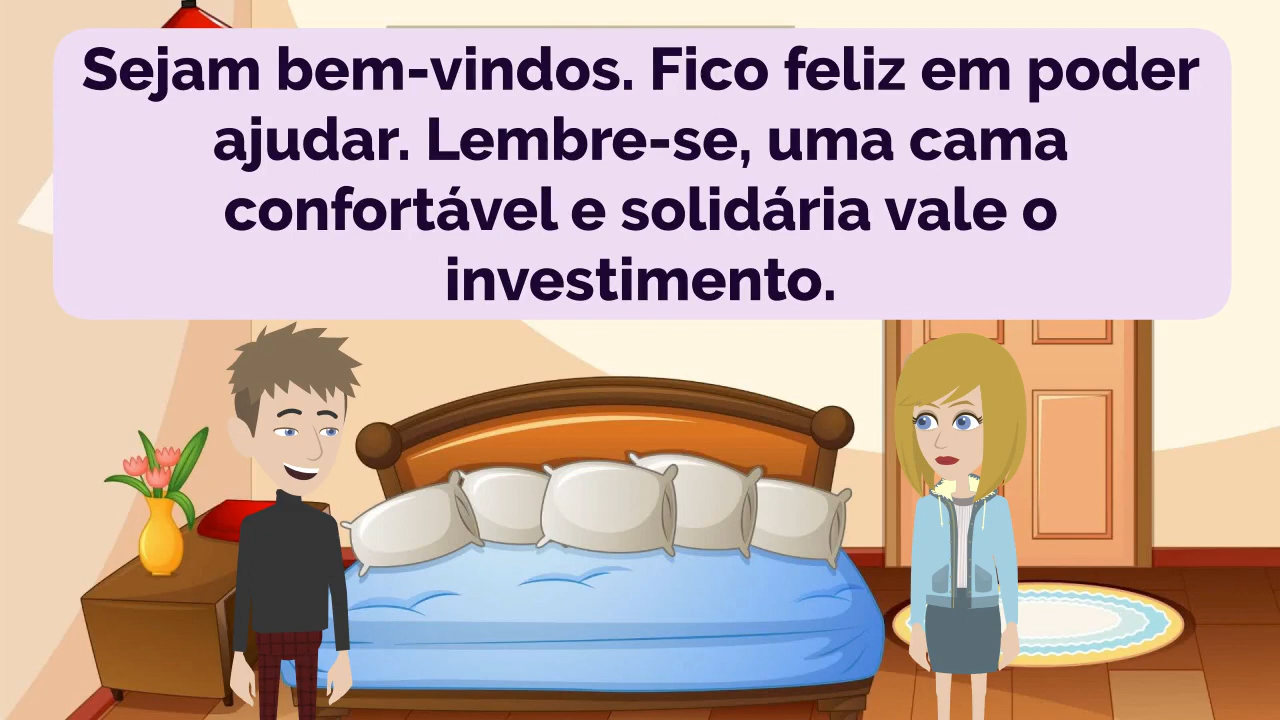 Sejam bem-vindos. Fico feliz em poder
ajudar. Lembre-se, uma cama
confortável e solidária vale o
investimento.